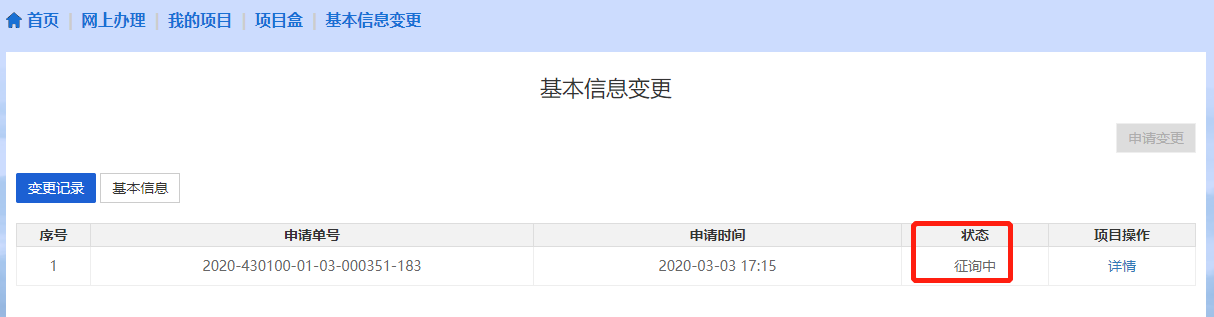 首页 | 网上办理 | 我的项目 | 项目盒 | 基本信息变更
基本信息变更
申请变更
变更记录 基本信息
序号 申请单号 申请时间 状态 项目操作
1 2020-430100-01-03-000351-183 2020-03-03 17:15 征询中 详情